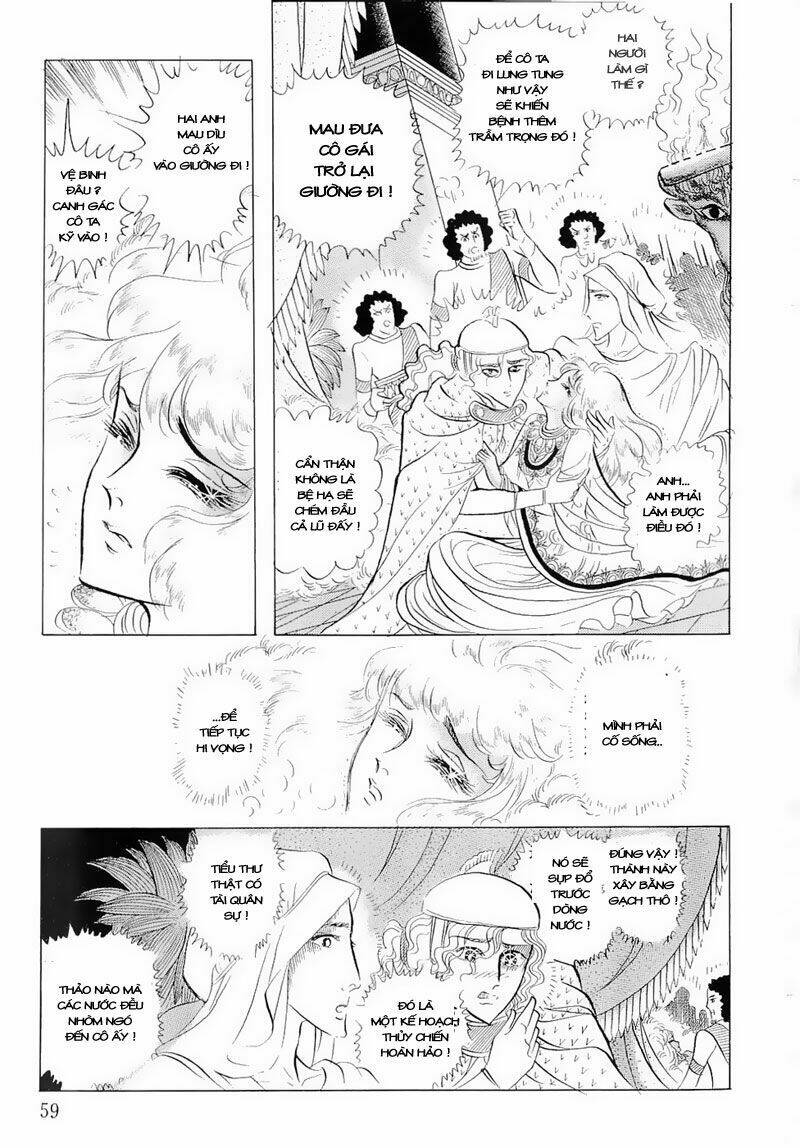 HAI
NGƯỜI
LÀM GÌ
THẾ ?
ĐỂ CÔ TA
ĐI LUNG TUNG
NHƯ VẬY
SẼ KHIẾN
BỆNH THÊM
TRẦM TRỌNG ĐÓ !
MAU ĐƯA
CÔ GÁI
TRỞ LẠI
GIƯỜNG ĐI !
CẨN THẬN
KHÔNG LÀ
BỆ HẠ SẼ
CHÉM ĐẦU
CẢ LŨ ĐẤY !
ANH...
ANH PHẢI
LÀM ĐƯỢC
ĐIỀU ĐÓ !
HAI ANH
MAU DÌU
CÔ ẤY
VÀO GIƯỜNG ĐI !
VỆ BINH
ĐÂU ?
CANH GÁC
CÔ TA
KỸ VÀO !
MÌNH PHẢI
CỐ SỐNG..
...ĐỂ
TIẾP TỤC
HI VỌNG !
ĐÚNG VẬY !
THÀNH NÀY
XÂY BẰNG
GẠCH THÔ !
NÓ SẼ
SỤP ĐỔ
TRƯỚC
DÒNG
NƯỚC !
ĐÓ LÀ
MỘT KẾ HOẠCH
THỦY CHIẾN
HOÀN HẢO !
TIỂU THƯ
THẬT CÓ
TÀI QUÂN
SỰ !
THẢO NÀO MÀ
CÁC NƯỚC ĐỀU
NHÒM NGÓ
ĐẾN CÔ ẤY !
59